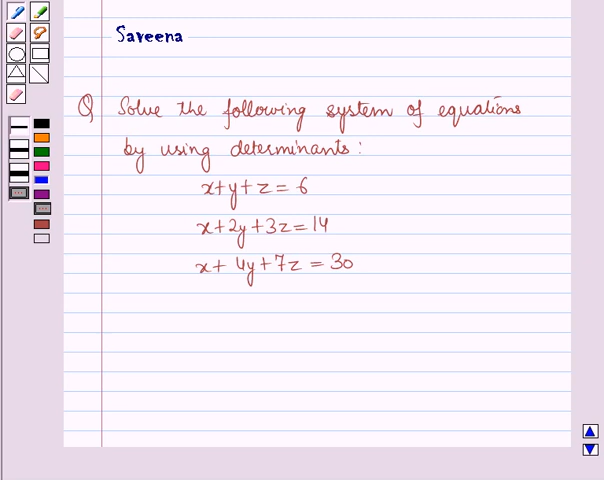 Saveena
Q Solve the following system of equations
by using determinants:
x+y+z=6
x+2y+3z=14
x+4y+7z=30